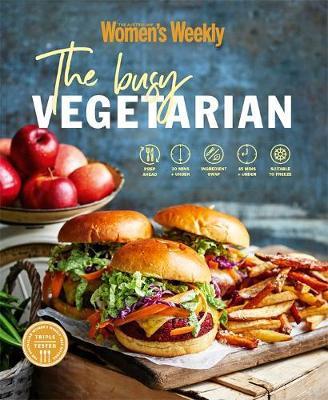 THE AUSTRALIAN
Women's Weekly
The busy
VEGETARIAN
PREP
AHEAD
30 MINS
+ UNDER
INGREDIENT
SWAP
45 MINS
+ UNDER
SUITABLE
TO FREEZE
TRIPLE
TESTED